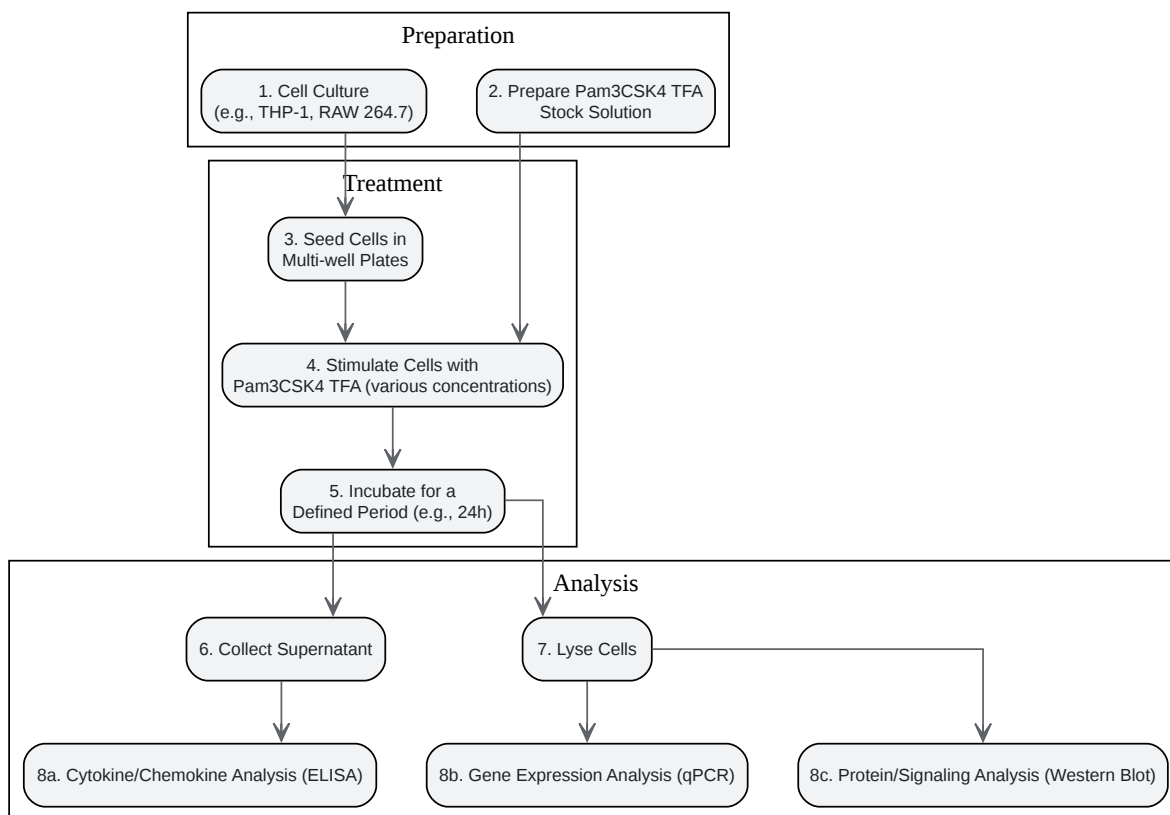 Preparation
1. Cell Culture
(e.g., THP-1, RAW 264.7)
2. Prepare Pam3CSK4 TFA
Stock Solution
Treatment
3. Seed Cells in
Multi-well Plates
4. Stimulate Cells with
Pam3CSK4 TFA (various concentrations)
5. Incubate for a
Defined Period (e.g., 24h)
Analysis
6. Collect Supernatant
7. Lyse Cells
8a. Cytokine/Chemokine Analysis (ELISA)
8b. Gene Expression Analysis (qPCR)
8c. Protein/Signaling Analysis (Western Blot)